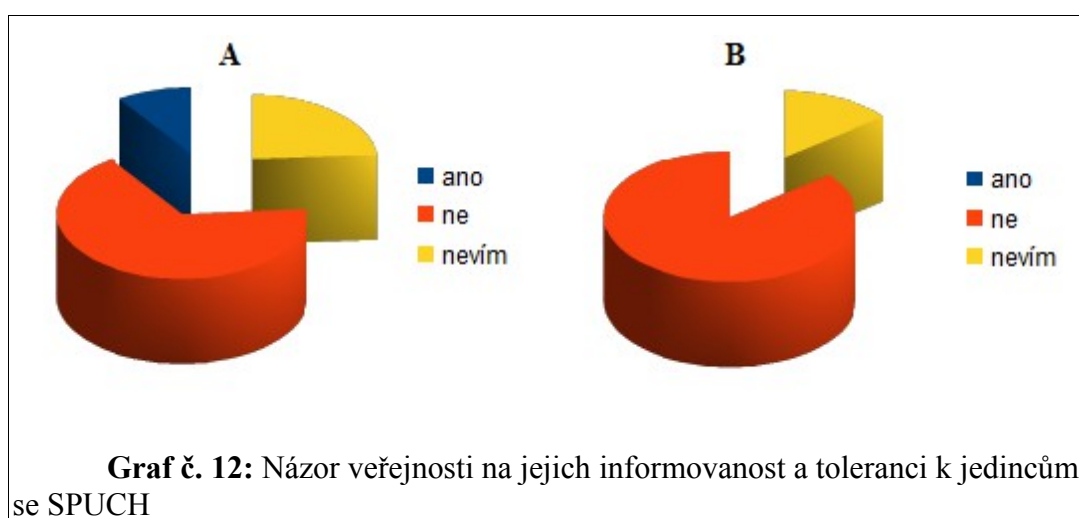 A
ano
ne
nevím
B
ano
ne
nevím
Graf č. 12: Názor veřejnosti na jejich informovanost a toleranci k jedincům
se SPUCH